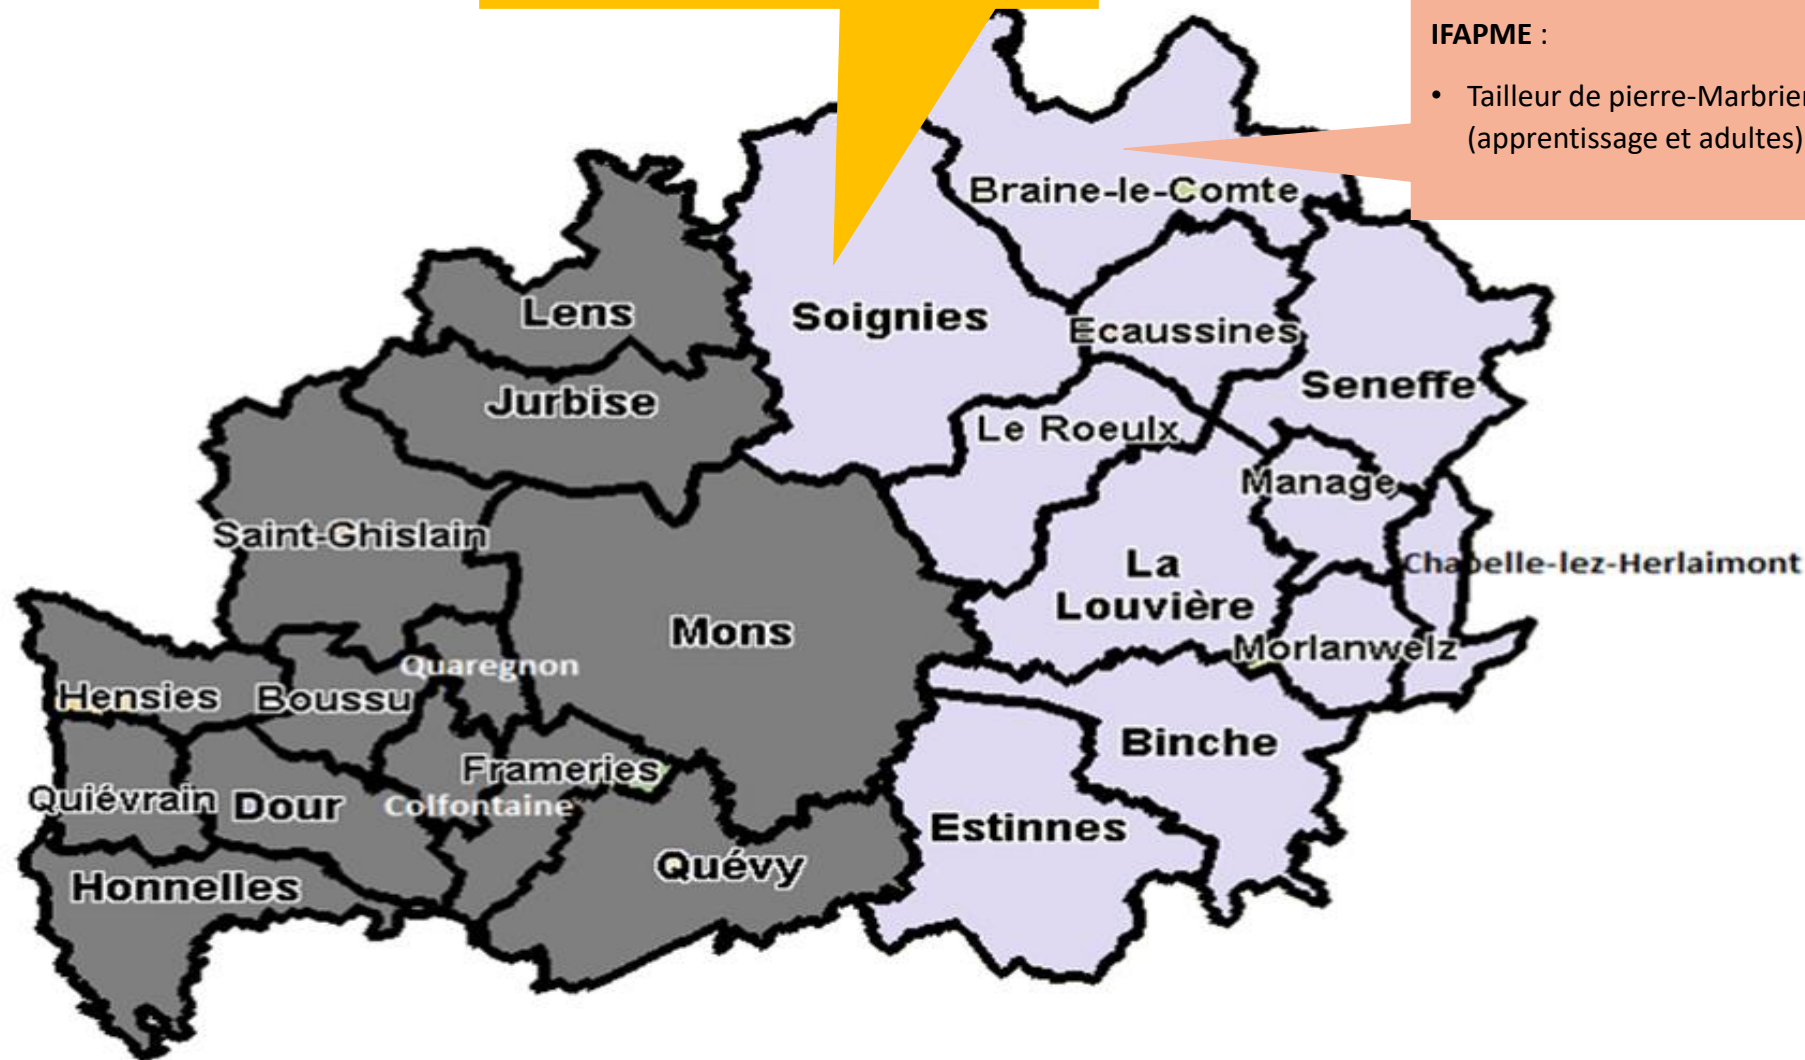 IFAPME :
• Tailleur de pierre-Marbrier
(apprentissage et adultes)
Braine-le-Comte
Lens
Soignies
Ecaussines
Jurbise
Seneffe
Le Roeulx
Manage
Saint-Ghislain
La
Louvière
Chapelle-lez-Herlaimont
Mons
Morlanwelz
Quaregnon
Hensies
Boussu
Binche
Frameries
Quiévrain
Dour
Colfontaine
Estinnes
Quévy
Honnelles